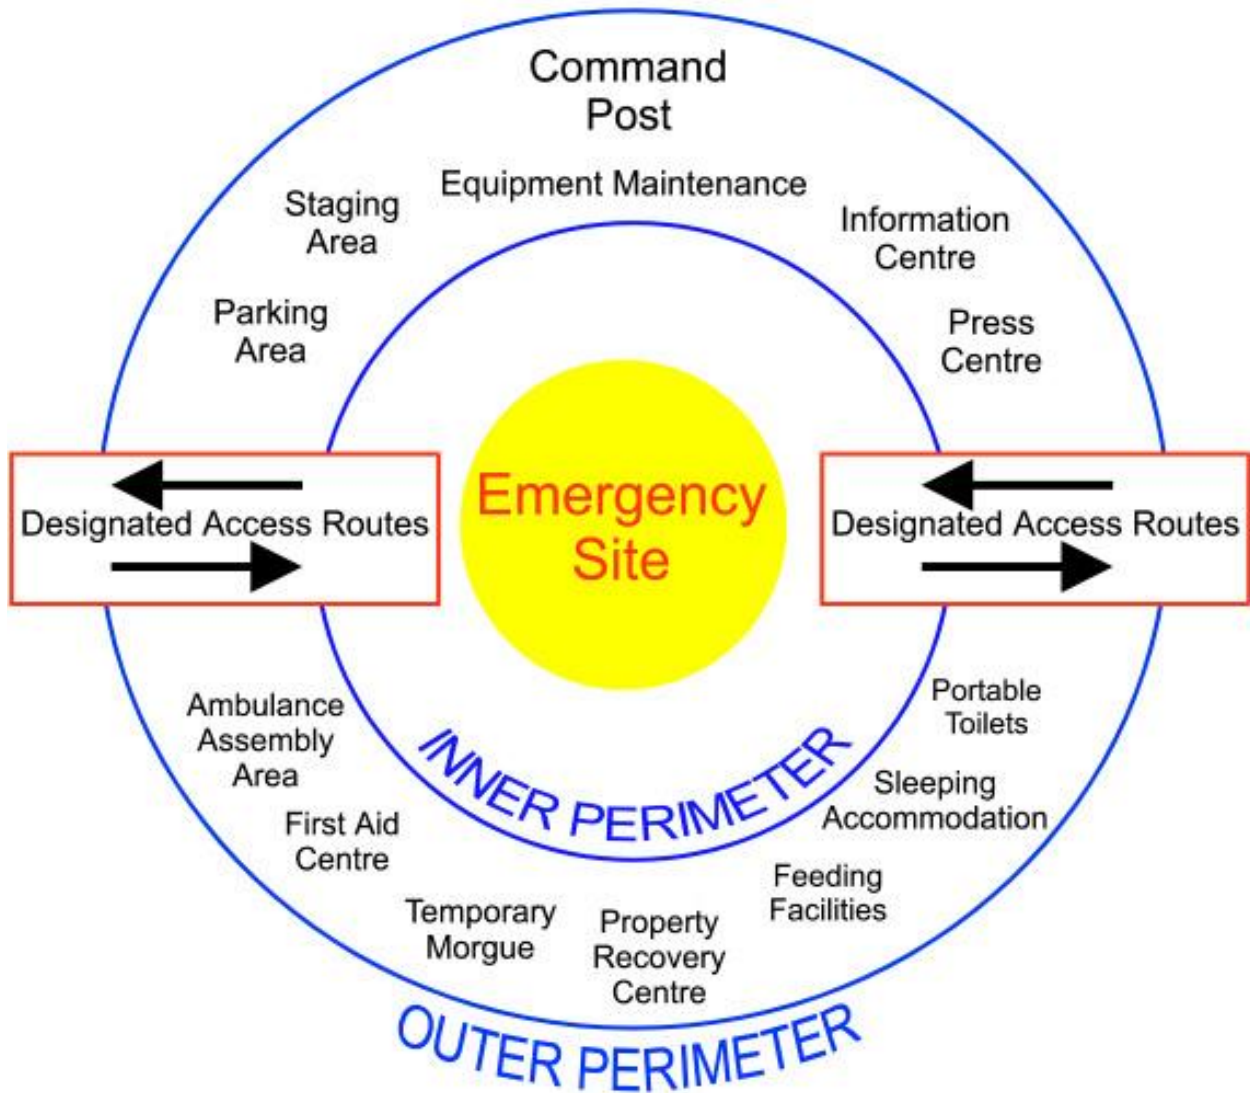 Command
Post
Equipment Maintenance
Staging
Area
Information
Centre
Parking
Area
Press
Centre
Designated Access Routes
Emergency
Site
Designated Access Routes
Ambulance
Assembly
Area
Portable
Toilets
INNER PERIMETER
Sleeping
Accommodation
First Aid
Centre
Feeding
Facilities
Temporary
Morgue
Property
Recovery
Centre
OUTER PERIMETER